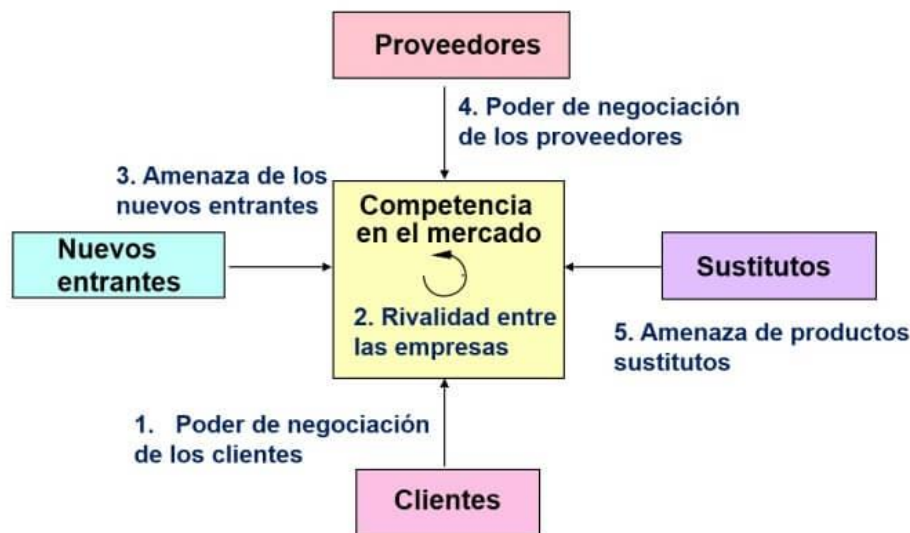 Proveedores
4. Poder de negociación
de los proveedores
3. Amenaza de los
nuevos entrantes
Competencia
en el mercado
Nuevos
entrantes
Sustitutos
2. Rivalidad entre
las empresas
5. Amenaza de productos
sustitutos
1. Poder de negociación
de los clientes
Clientes